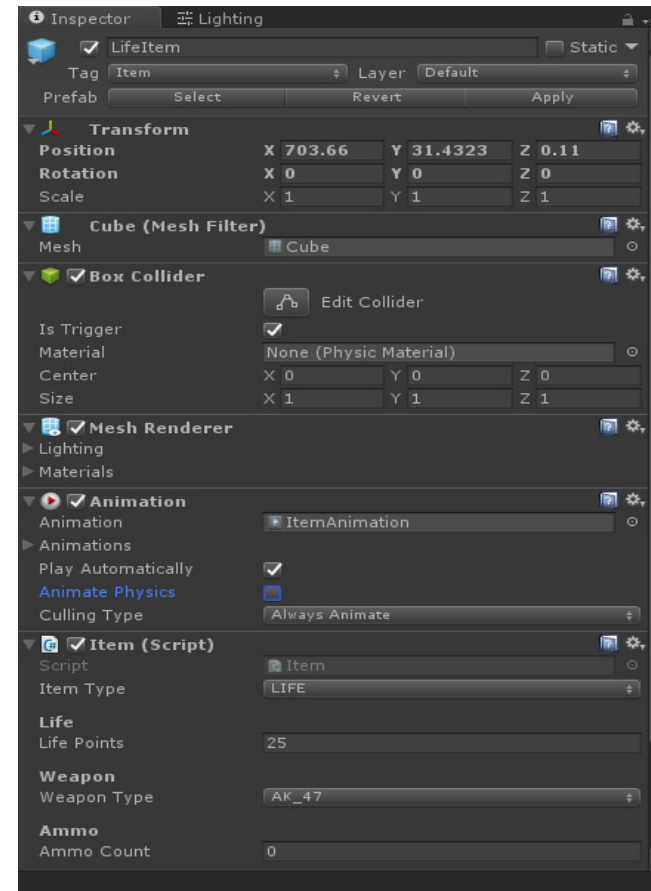 Inspector Lighting
LifeItem Static
Tag Item Layer Default
Prefab Select Revert Apply
Transform
Position X 703.66 Y 31.4323 Z 0.11
Rotation X 0 Y 0 Z 0
Scale X 1 Y 1 Z 1
Cube (Mesh Filter)
Mesh Cube
Box Collider
Edit Collider
Is Trigger
Material None (Physic Material)
Center X 0 Y 0 Z 0
Size X 1 Y 1 Z 1
Mesh Renderer
Lighting
Materials
Animation
Animation ItemAnimation
Animations
Play Automatically
Animate Physics
Culling Type Always Animate
Item (Script)
Script Item
Item Type LIFE
Life
Life Points 25
Weapon
Weapon Type AK_47
Ammo
Ammo Count 0